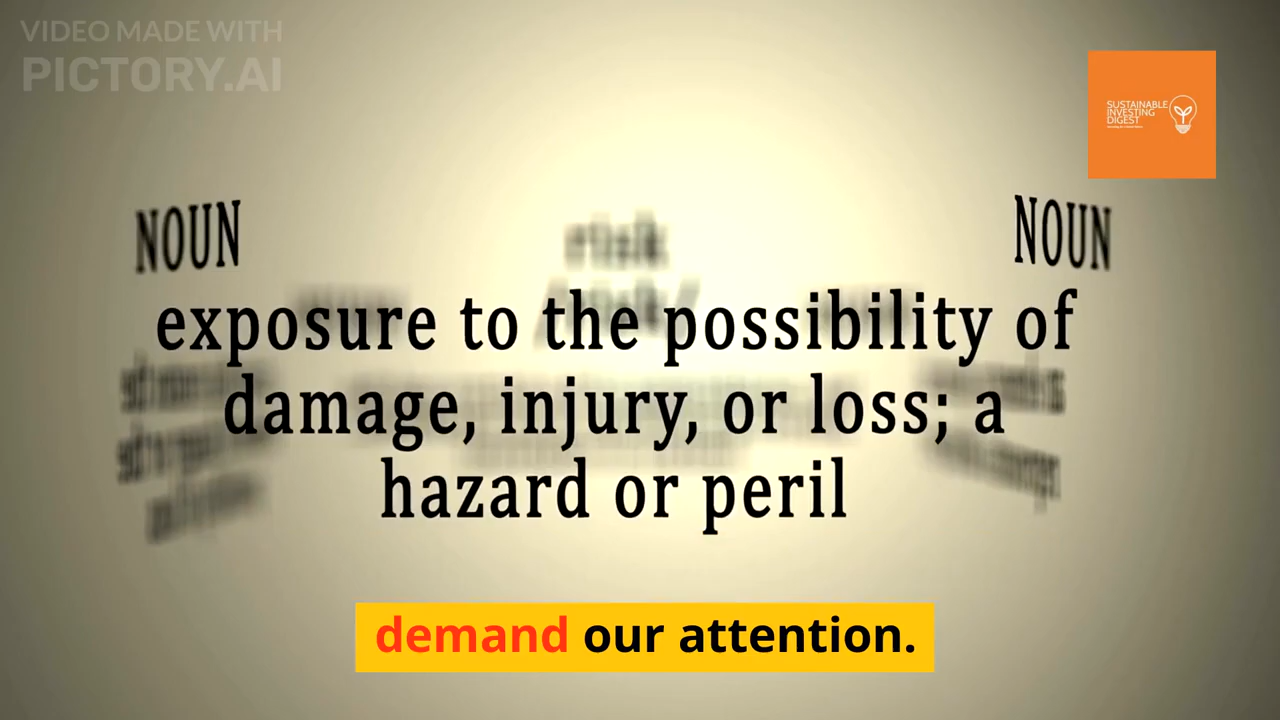 VIDEO MADE WITH
PICTORY.AI
SUSTAINABLE
INVESTING
DIGEST
NOUN
risk
NOUN
exposure to the possibility of
damage, injury, or loss; a
hazard or peril
demand our attention.